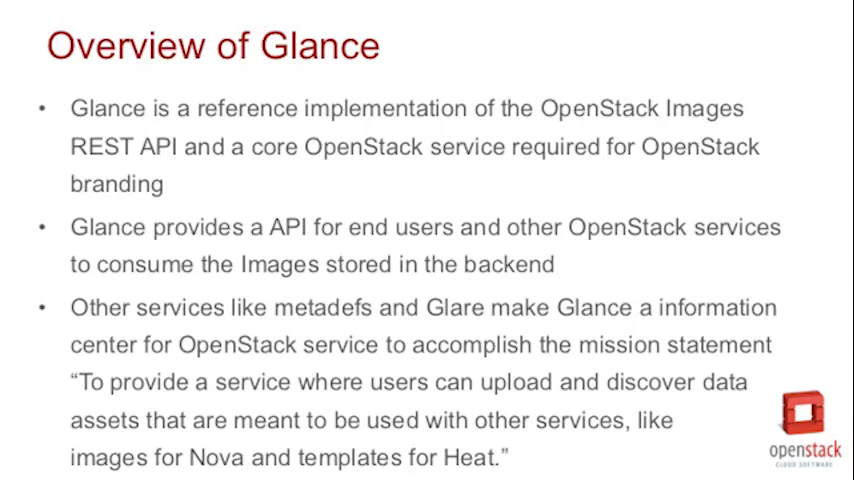 Overview of Glance
• Glance is a reference implementation of the OpenStack Images
REST API and a core OpenStack service required for OpenStack
branding
• Glance provides a API for end users and other OpenStack services
to consume the Images stored in the backend
• Other services like metadefs and Glare make Glance a information
center for OpenStack service to accomplish the mission statement
“To provide a service where users can upload and discover data
assets that are meant to be used with other services, like
images for Nova and templates for Heat.”
openstack
CLOUD SOFTWARE